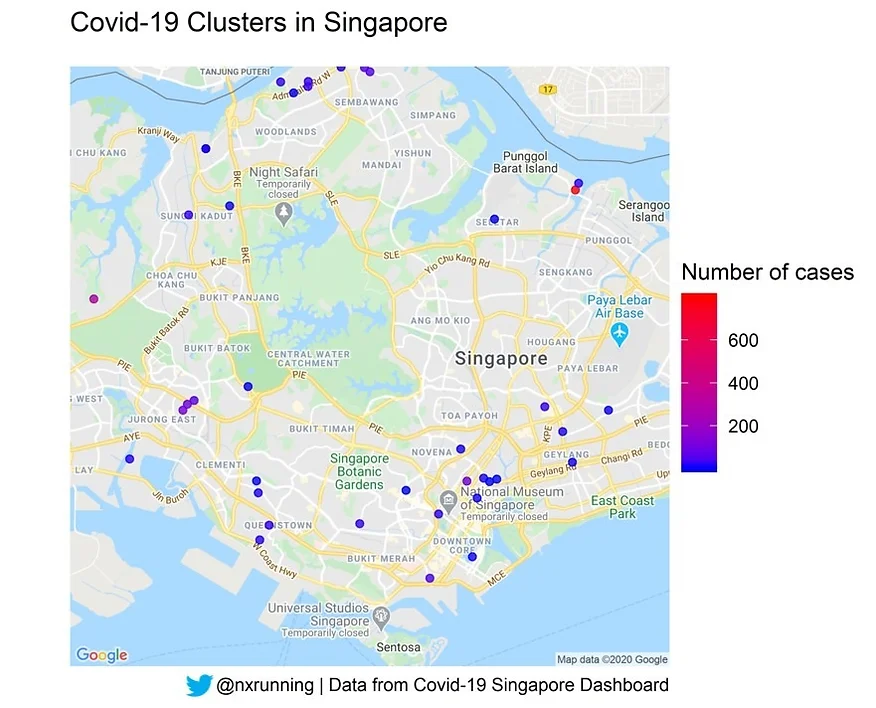 Covid-19 Clusters in Singapore
TANJUNG PUTERI
Admiralty Rd W
SEMBAWANG
17
SIMPANG
Kranji Way
WOODLANDS
I CHU KANG
YISHUN
MANDAI
Punggol
Barat Island
BKE
Night Safari
Temporarily
closed
SLE
Serangoo
Island
SUNGEI KADUT
SELETAR
PUNGGOL
KJE
BKE
SLE
Yio Chu Kang Rd
SENGKANG
CHOA CHU
KANG
BUKIT PANJANG
Paya Lebar
Air Base
Bukit Batok Rd
ANG MO KIO
HOUGANG
BUKIT BATOK
CENTRAL WATER
CATCHMENT
Singapore
PAYA LEBAR
PIE
PIE
G WEST
JURONG EAST
TOA PAYOH
BUKIT TIMAH
PIE
KPE
PIE
AYE
BEDO
NOVENA
GEYLANG
Changi Rd
LAY
CLEMENTI
Singapore
Botanic
Gardens
Geylang Rd
Upp
Jln Buroh
National Museum
of Singapore
Temporarily closed
East Coast
Park
QUEENSTOWN
W Coast Hwy
BUKIT MERAH
DOWNTOWN
CORE
MCE
Universal Studios
Singapore
Temporarily closed
Sentosa
Google
Map data ©2020 Google
Number of cases
600
400
200
@nxrunning | Data from Covid-19 Singapore Dashboard